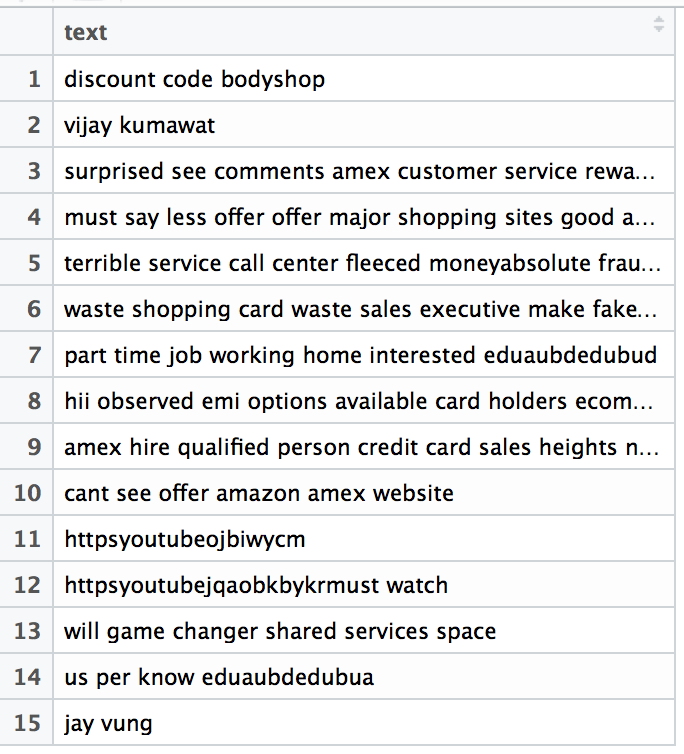 text
1 discount code bodyshop
2 vijay kumawat
3 surprised see comments amex customer service rewa...
4 must say less offer offer major shopping sites good a...
5 terrible service call center fleeced moneyabsolute frau...
6 waste shopping card waste sales executive make fake...
7 part time job working home interested eduaubdedubud
8 hii observed emi options available card holders ecom...
9 amex hire qualified person credit card sales heights n...
10 cant see offer amazon amex website
11 httpsyoutubeojbiwycm
12 httpsyoutubejqaobkbykrmust watch
13 will game changer shared services space
14 us per know eduaubdedubua
15 jay vung